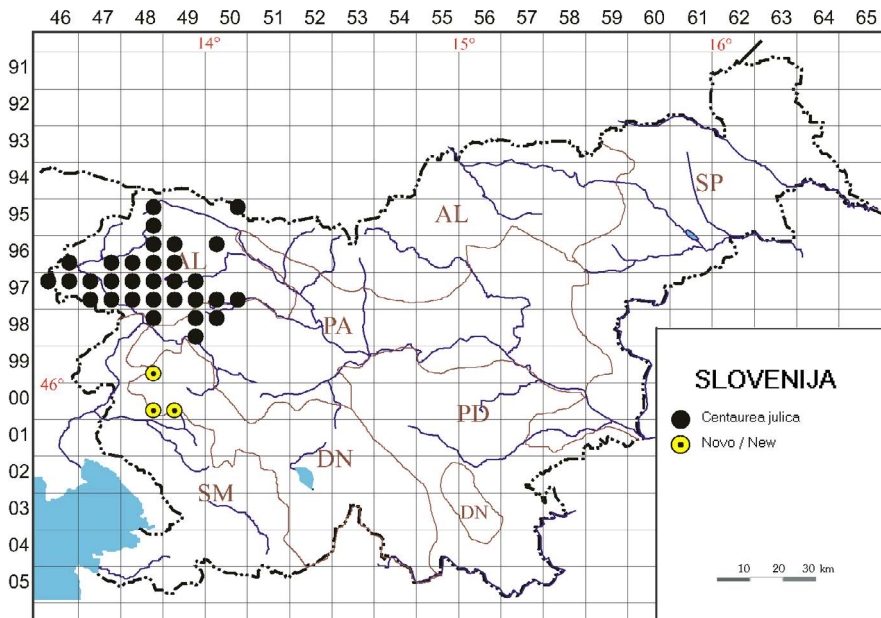 46 47 48 49 50 51 52 53 54 55 56 57 58 59 60 61 62 63 64 65
14° 15° 16°
91
92
93
94
SP
95
AL
96
AL
97
98
PA
99
46°
00
PD
01
02
DN
SM
03
DN
04
05
SLOVENIJA
Centaurea julica
Novo / New
10 20 30 km